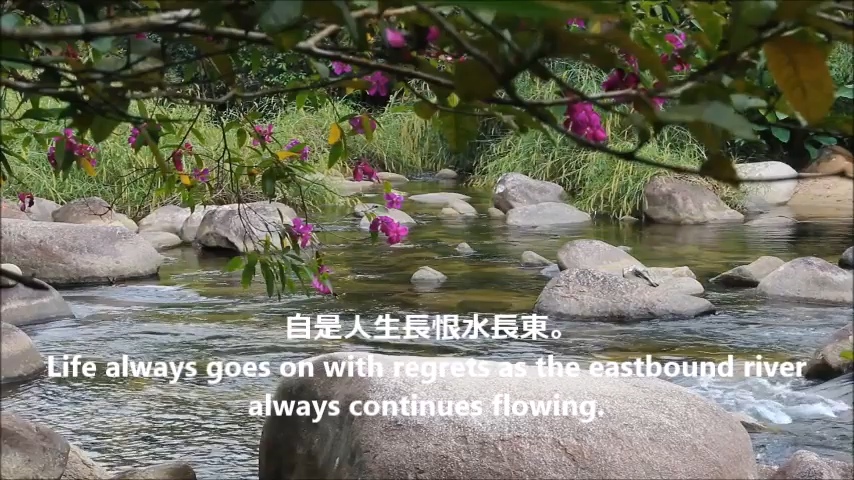 自是人生長恨水長東。
Life always goes on with regrets as the eastbound river
always continues flowing.